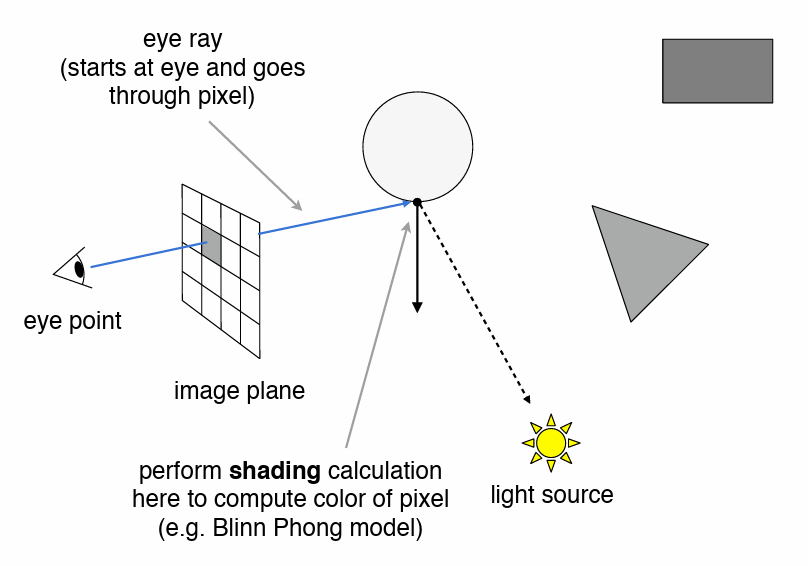 eye ray
(starts at eye and goes
through pixel)
eye point
image plane
perform shading calculation
here to compute color of pixel
(e.g. Blinn Phong model)
light source